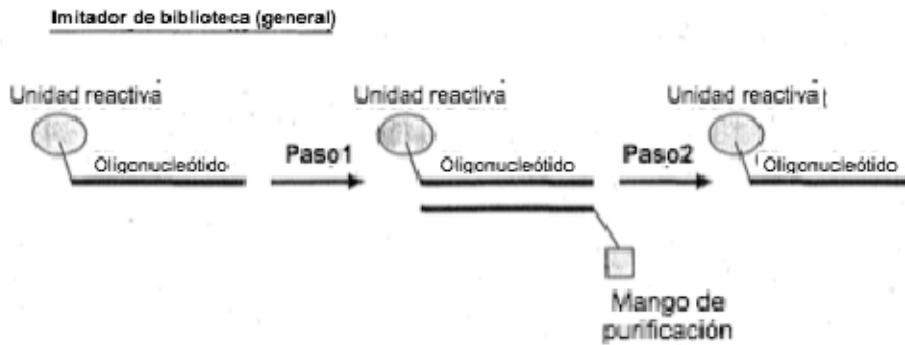 Imitador de biblioteca (general)
Unidad reactiva
Unidad reactiva
Unidad reactiva
Oligonucleótido
Paso1
Oligonucleótido
Paso2
Oligonucleótido
Mango de
purificación